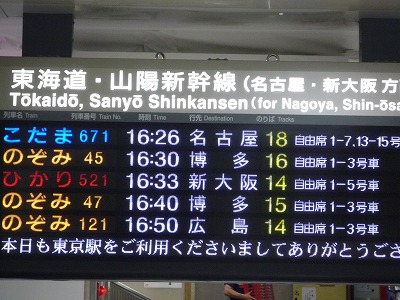 東海道・山陽新幹線(名古屋・新大阪 方
Tōkaidō, Sanyō Shinkansen (for Nagoya, Shin-ōsa
列車名 Train 列車番号 Train No. 時刻 Time 行先 Destination のりば Tracks
こだま 671 16:26 名古屋 18 自由席 1-7,13-15号
のぞみ 45 16:30 博多 16 自由席 1-3号車
ひかり 521 16:33 新大阪 14 自由席 1-5号車
のぞみ 47 16:40 博多 15 自由席 1-3号車
のぞみ 121 16:50 広島 14 自由席 1-3号車
本日も東京駅をご利用くださいましてありがとうござ